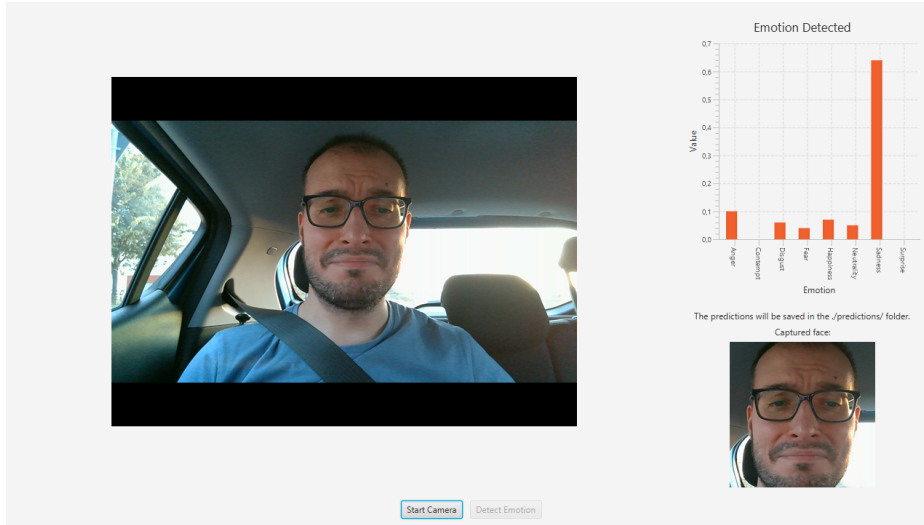 Emotion Detected
0,7
0,6
0,5
0,4
0,3
0,2
0,1
0,0
Value
Anger
Contempt
Disgust
Fear
Happiness
Neutrality
Sadness
Surprise
Emotion
The predictions will be saved in the ./predictions/ folder.
Captured face:
Start Camera
Detect Emotion